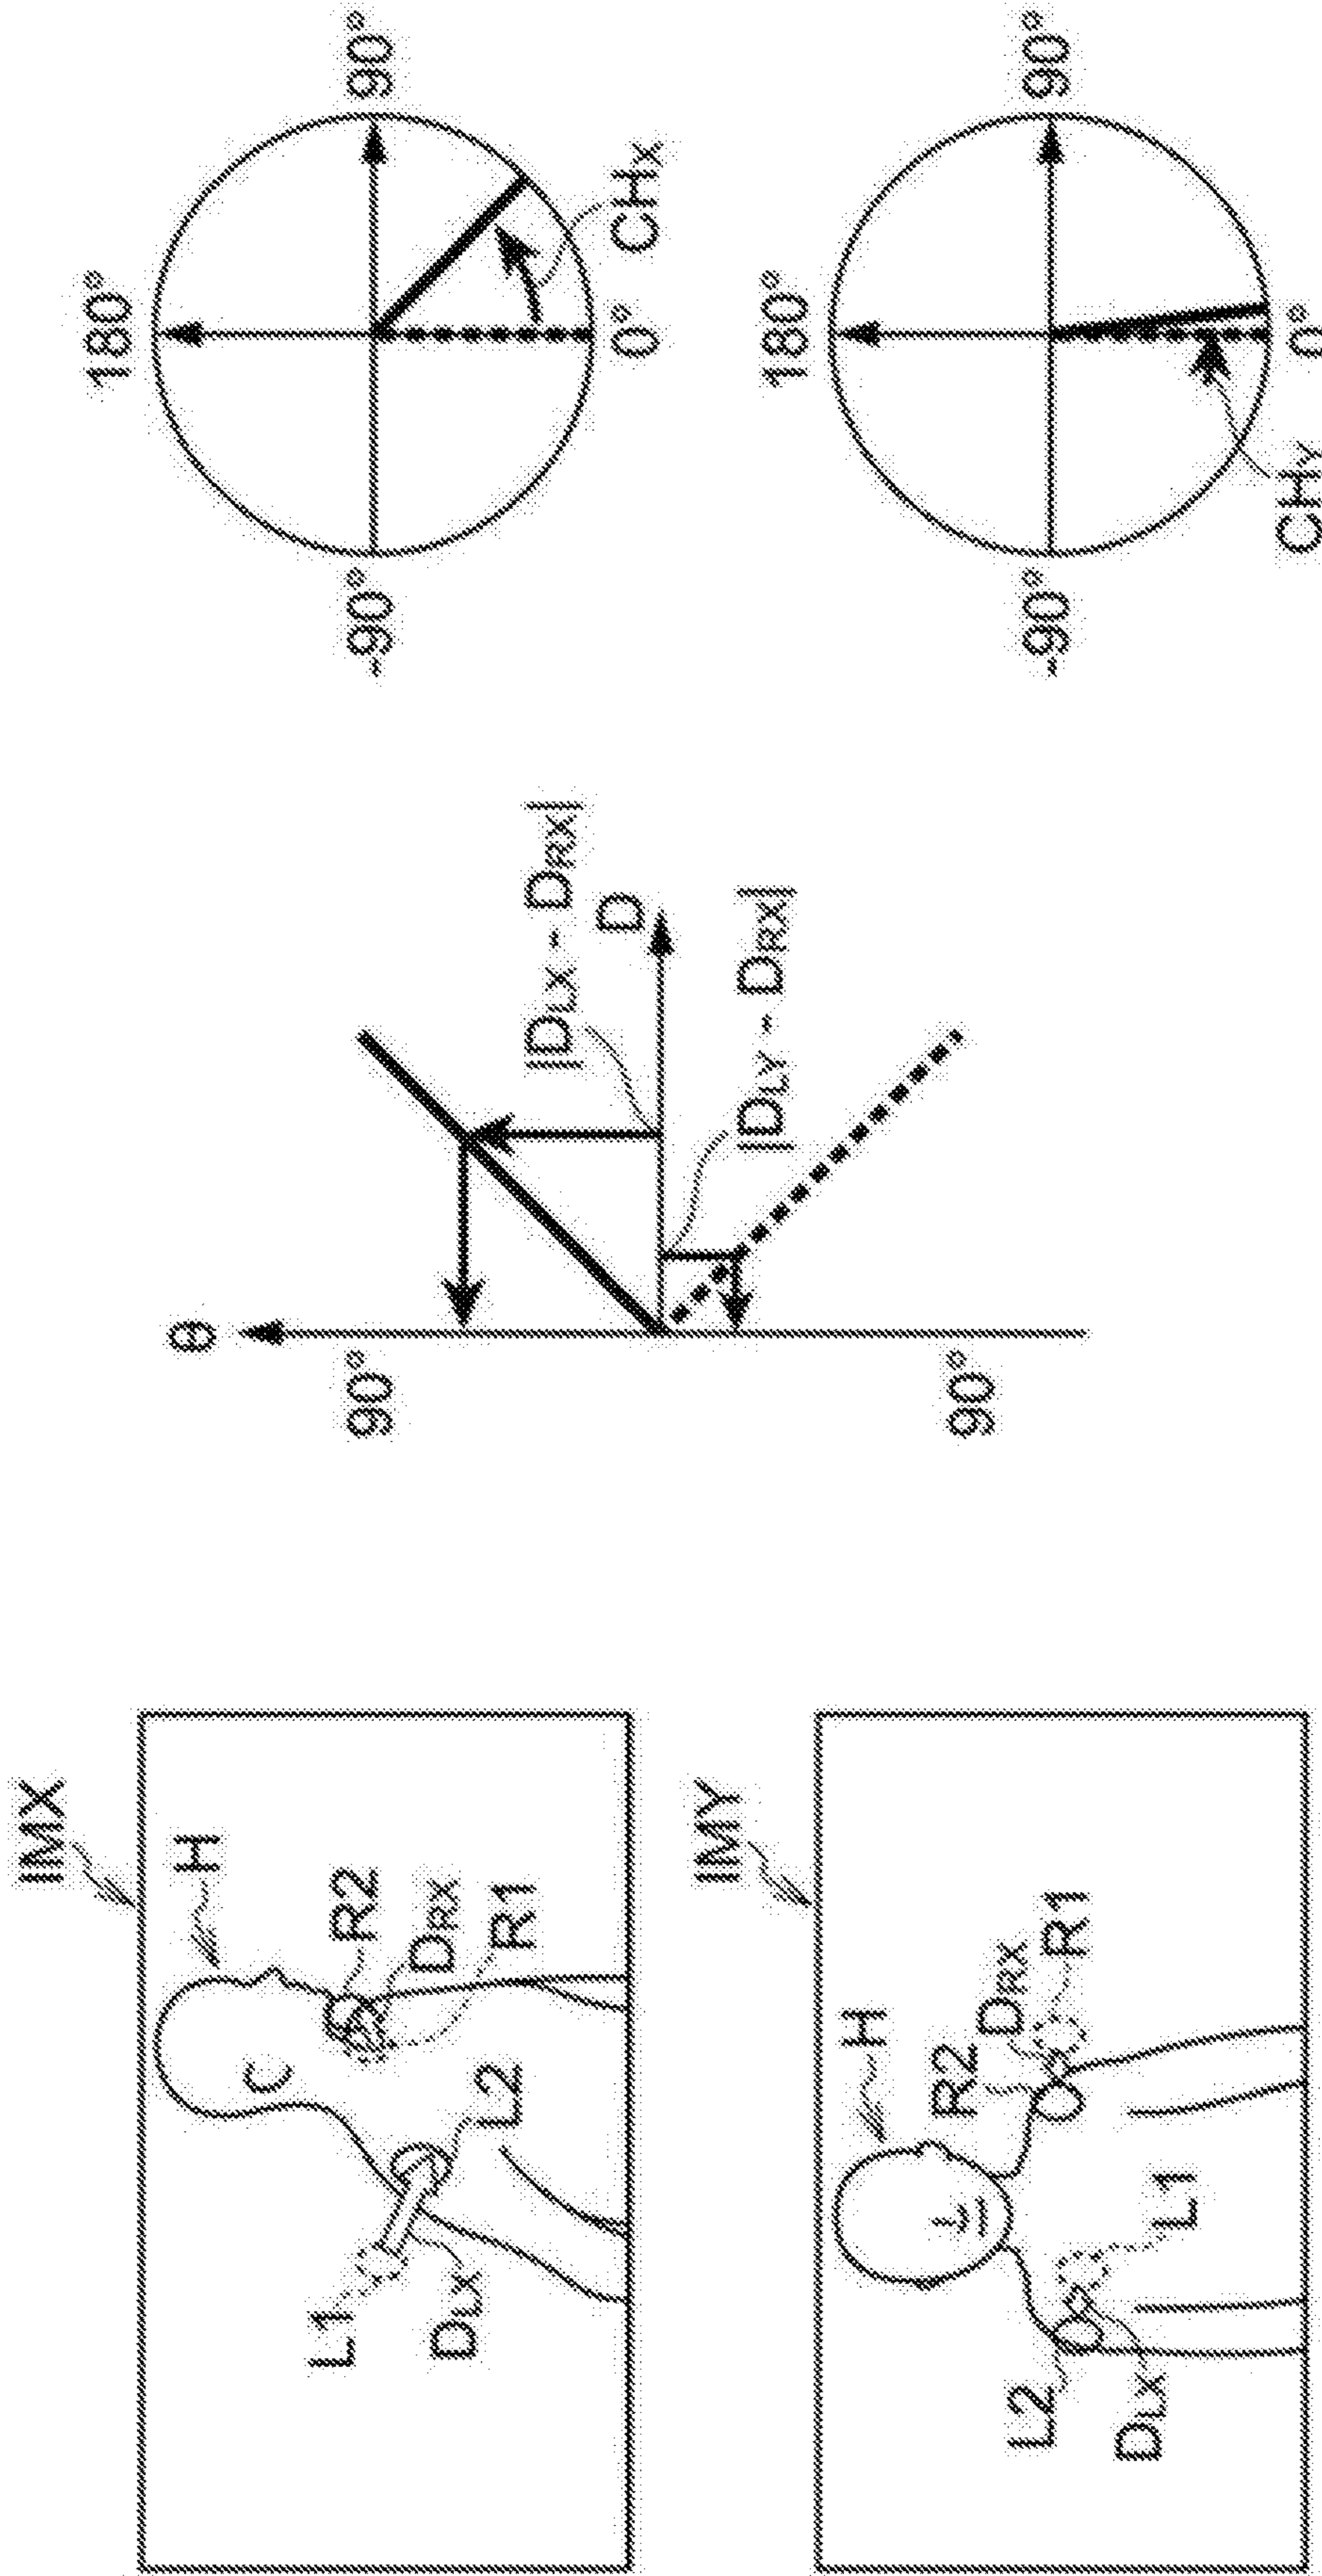 IMX
H
R2
DRX
R1
L1
L2
DLX
IMY
H
R2
DRX
R1
L2
L1
DLX
θ
90°
|DLX - DRX|
D
|DLY - DRX|
90°
180°
-90°
90°
0°
CHX
180°
-90°
90°
CHY
0°